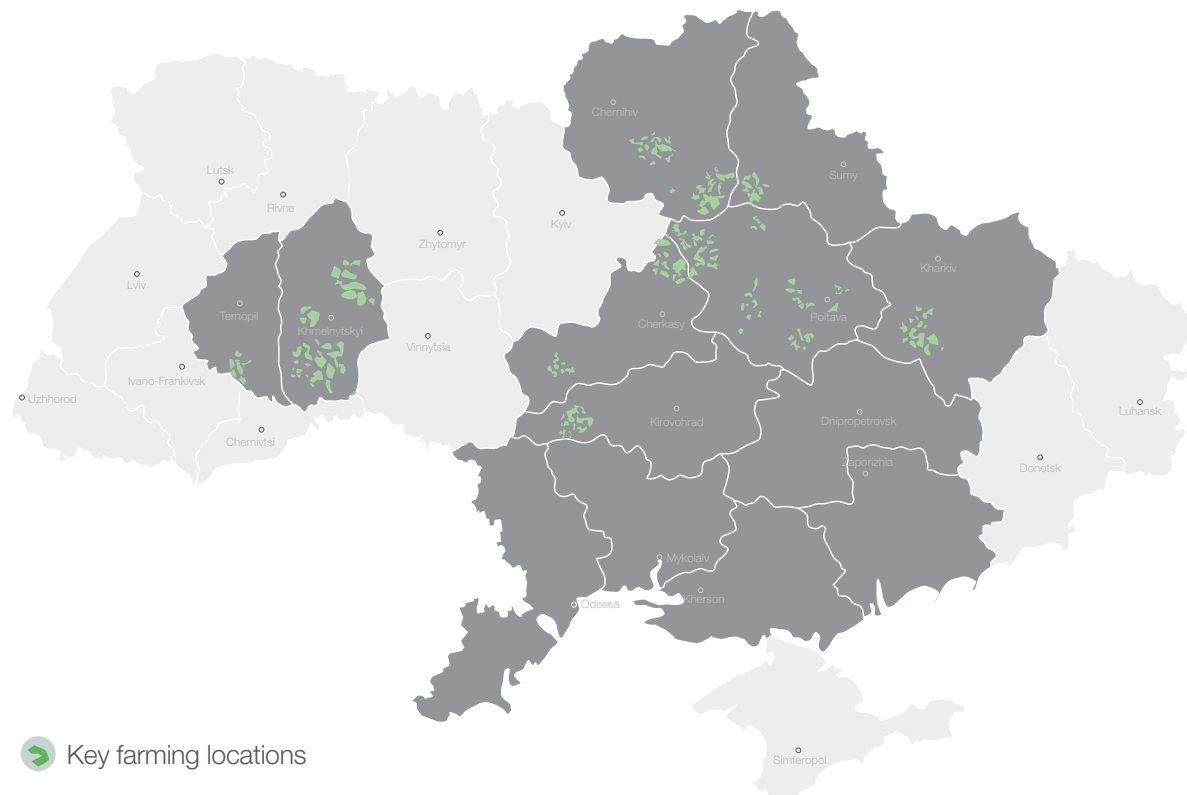 Chernihiv
Lutsk
Sumy
Rivne
Kyiv
Zhytomyr
Kharkiv
Lviv
Ternopil
Poltava
Cherkasy
Khmelnytskyi
Vinnytsia
Ivano-Frankivsk
Uzhhorod
Luhansk
Kirovohrad
Dnipropetrovsk
Chernivtsi
Zaporizhia
Donetsk
Mykolaiv
Kherson
Odessa
Key farming locations
Simferopol